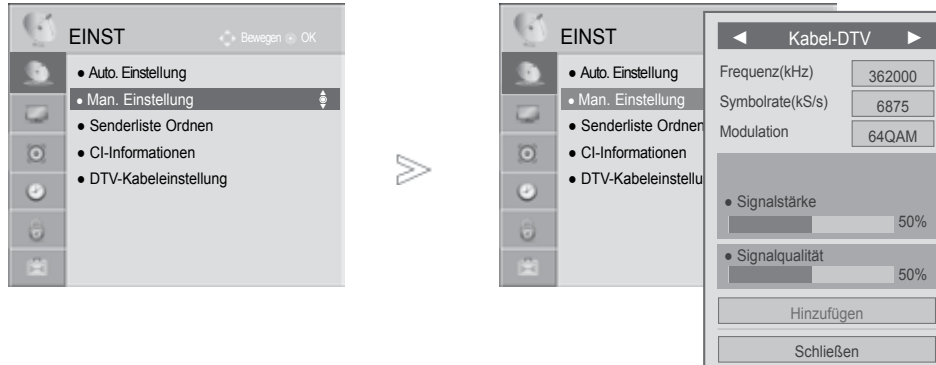 EINST
Bewegen OK
● Auto. Einstellung
● Man. Einstellung
● Senderliste Ordnen
● CI-Informationen
● DTV-Kabeleinstellung
EINST
● Auto. Einstellung
● Man. Einstellung
● Senderliste Ordnen
● CI-Informationen
● DTV-Kabeleinstellu
◄ Kabel-DTV ►
Frequenz(kHz) 362000
Symbolrate(kS/s) 6875
Modulation 64QAM
● Signalstärke
50%
● Signalqualität
50%
Hinzufügen
Schließen